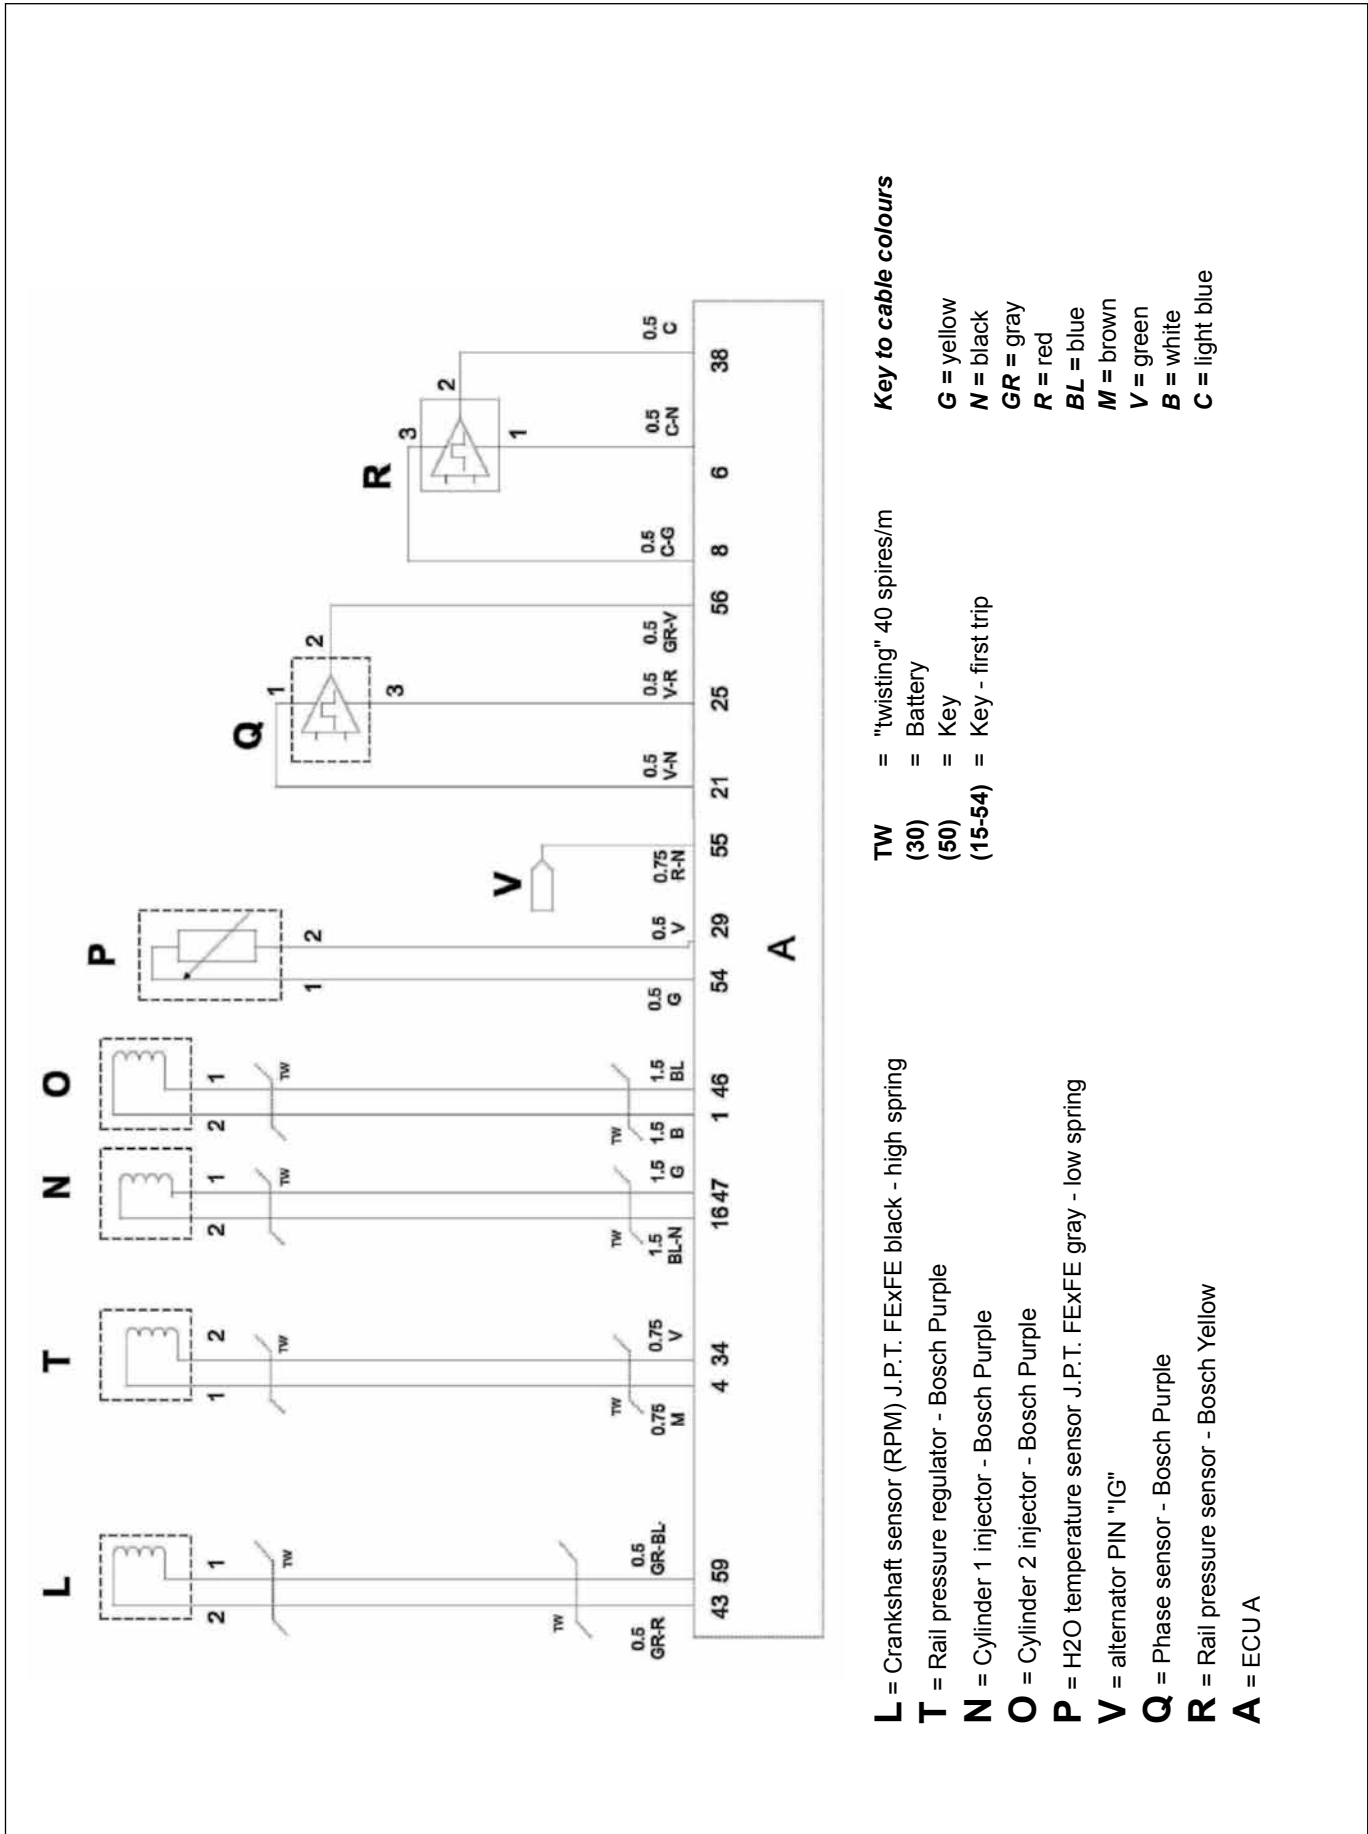 L
T
N
O
P
V
Q
R
2 1
1 2
2 1
2 1
1 2
1 3 2
3 1 2
TW TW TW TW
TW TW TW TW
0.5 GR-R
0.5 GR-BL
0.75 M
0.75 V
1.5 BL-N
1.5 G
1.5 B
1.5 BL
0.5 G
0.5 V
0.75 R-N
0.5 V-N
0.5 V-R
0.5 GR-V
0.5 C-G
0.5 C-N
0.5 C
43 59 4 34 16 47 1 46 54 29 55 21 25 56 8 6 38
A
L = Crankshaft sensor (RPM) J.P.T. FExFE black - high spring
T = Rail pressure regulator - Bosch Purple
N = Cylinder 1 injector - Bosch Purple
O = Cylinder 2 injector - Bosch Purple
P = H2O temperature sensor J.P.T. FExFE gray - low spring
V = alternator PIN "IG"
Q = Phase sensor - Bosch Purple
R = Rail pressure sensor - Bosch Yellow
A = ECU A
TW = "twisting" 40 spires/m
(30) = Battery
(50) = Key
(15-54) = Key - first trip
Key to cable colours
G = yellow
N = black
GR = gray
R = red
BL = blue
M = brown
V = green
B = white
C = light blue